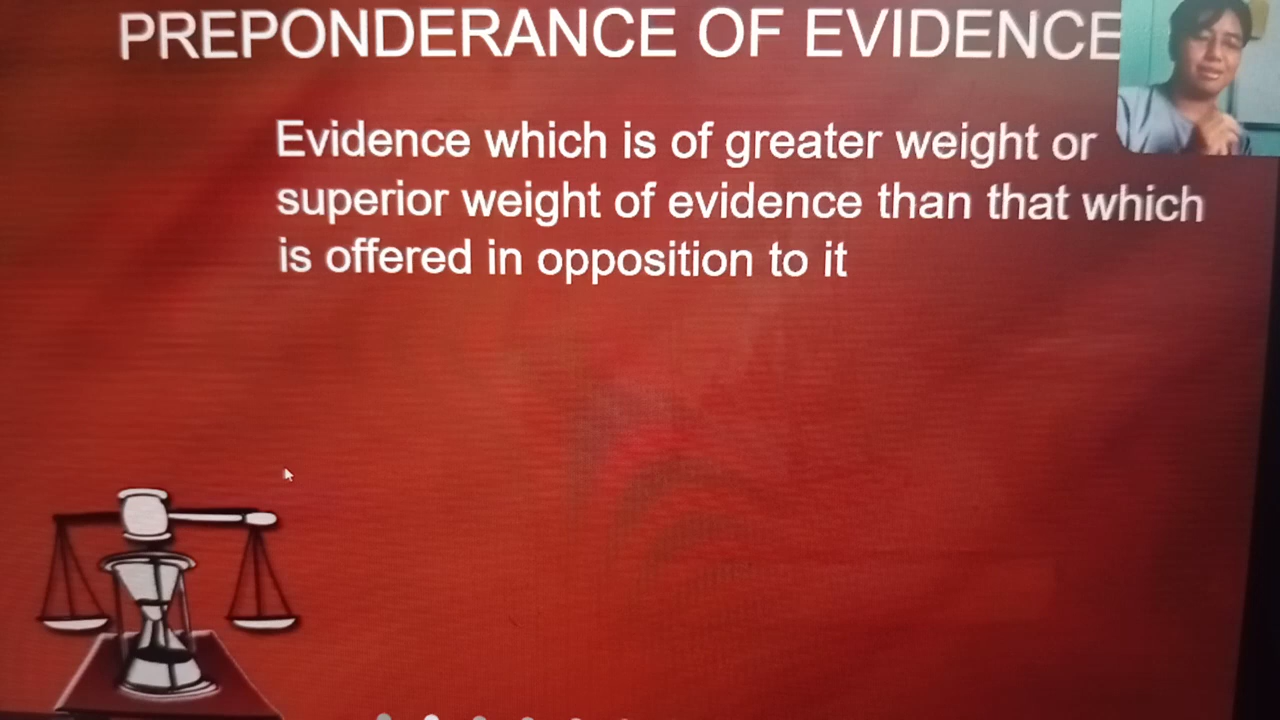 PREPONDERANCE OF EVIDENCE
Evidence which is of greater weight or
superior weight of evidence than that which
is offered in opposition to it